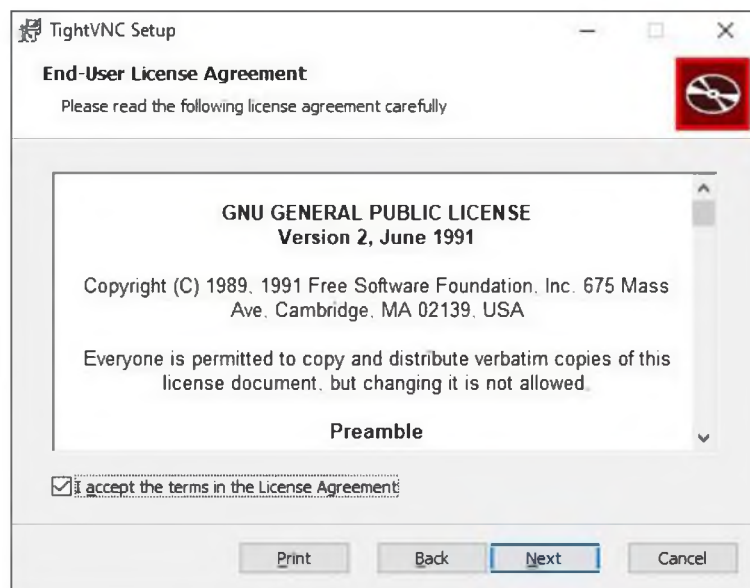 TightVNC Setup
End-User License Agreement
Please read the following license agreement carefully
GNU GENERAL PUBLIC LICENSE
Version 2, June 1991
Copyright (C) 1989, 1991 Free Software Foundation, Inc. 675 Mass
Ave, Cambridge, MA 02139, USA
Everyone is permitted to copy and distribute verbatim copies of this
license document, but changing it is not allowed.
Preamble
I accept the terms in the License Agreement
Print Back Next Cancel